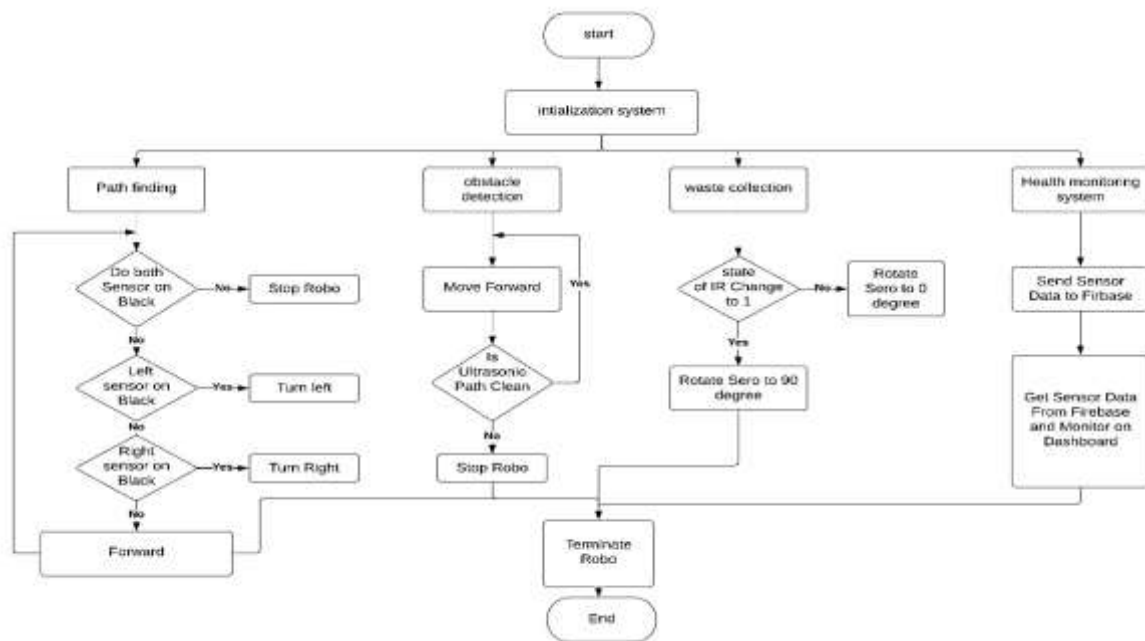 start
intialization system
Path finding
obstacle
detection
waste collection
Health monitoring
system
Do both
Sensor on
Black
No
Stop Robo
Move Forward
Yes
state
of IR Change
to 1
No
Rotate
Sero to 0
degree
Send Sensor
Data to Firbase
No
Left
sensor on
Black
Yes
Turn left
Is
Ultrasonic
Path Clean
Yes
Rotate Sero to 90
degree
Get Sensor Data
From Firebase
and Monitor on
Dashboard
No
Right
sensor on
Black
Yes
Turn Right
No
Stop Robo
No
Forward
Terminate
Robo
End